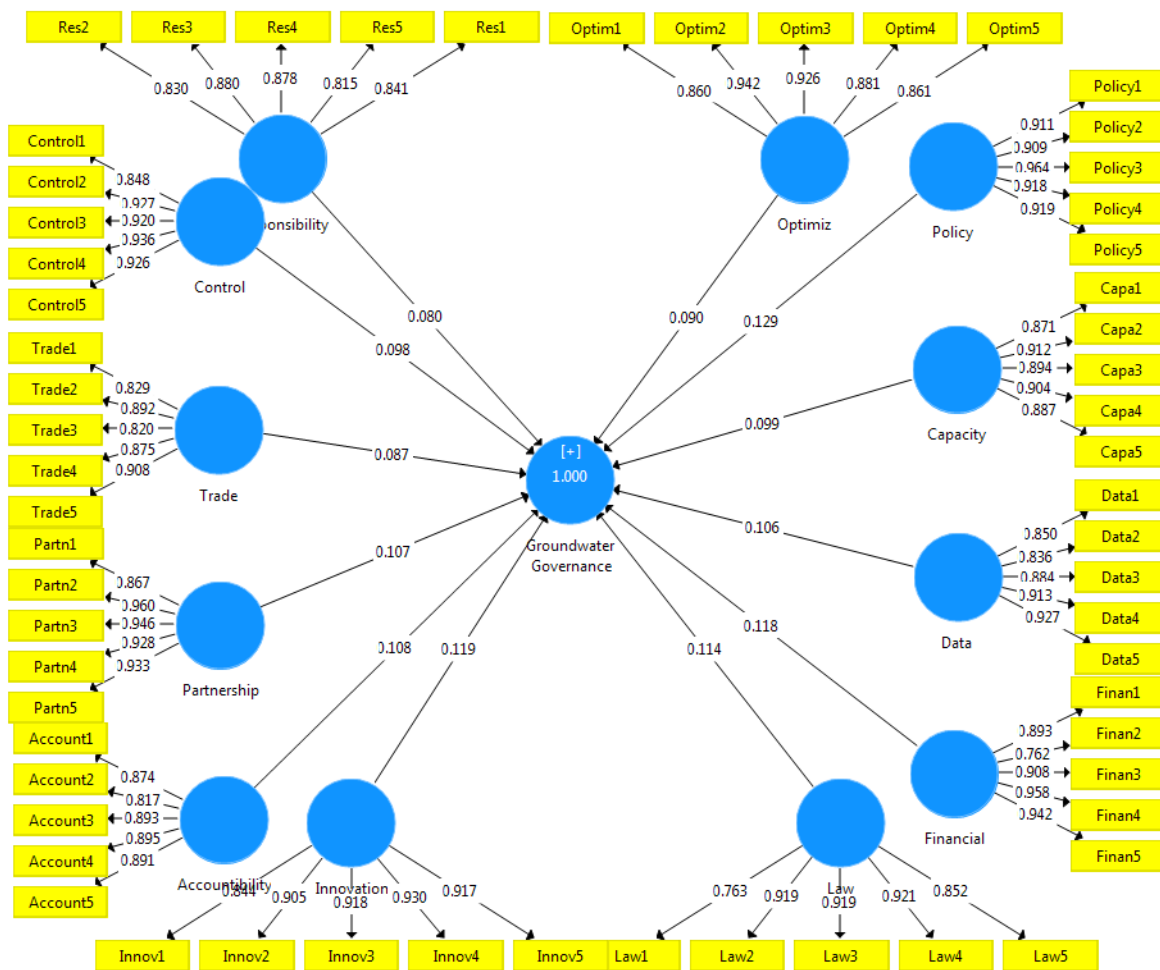 Res2
Res3
Res4
Res5
Res1
0.830
0.880
0.878
0.815
0.841
Optim1
Optim2
Optim3
Optim4
Optim5
0.860
0.942
0.926
0.881
0.861
Policy1
Policy2
Policy3
Policy4
Policy5
0.911
0.909
0.964
0.918
0.919
Control1
Control2
Control3
Control4
Control5
0.848
0.927
0.920
0.936
0.926
ponsibility
Control
Optimiz
Policy
0.080
0.098
0.090
0.129
Trade1
Trade2
Trade3
Trade4
Trade5
0.829
0.892
0.820
0.875
0.908
Trade
0.087
Capa1
Capa2
Capa3
Capa4
Capa5
0.871
0.912
0.894
0.904
0.887
Capacity
0.099
[+]
1.000
Groundwater
Governance
Partn1
Partn2
Partn3
Partn4
Partn5
0.867
0.960
0.946
0.928
0.933
Partnership
0.107
Data1
Data2
Data3
Data4
Data5
0.850
0.836
0.884
0.913
0.927
Data
0.106
Account1
Account2
Account3
Account4
Account5
0.874
0.817
0.893
0.895
0.891
Accountibility
0.108
Innovation
0.119
0.844
0.905
0.918
0.930
0.917
Innov1
Innov2
Innov3
Innov4
Innov5
Finan1
Finan2
Finan3
Finan4
Finan5
0.893
0.762
0.908
0.958
0.942
Financial
0.118
Law
0.114
0.763
0.919
0.919
0.921
0.852
Law1
Law2
Law3
Law4
Law5